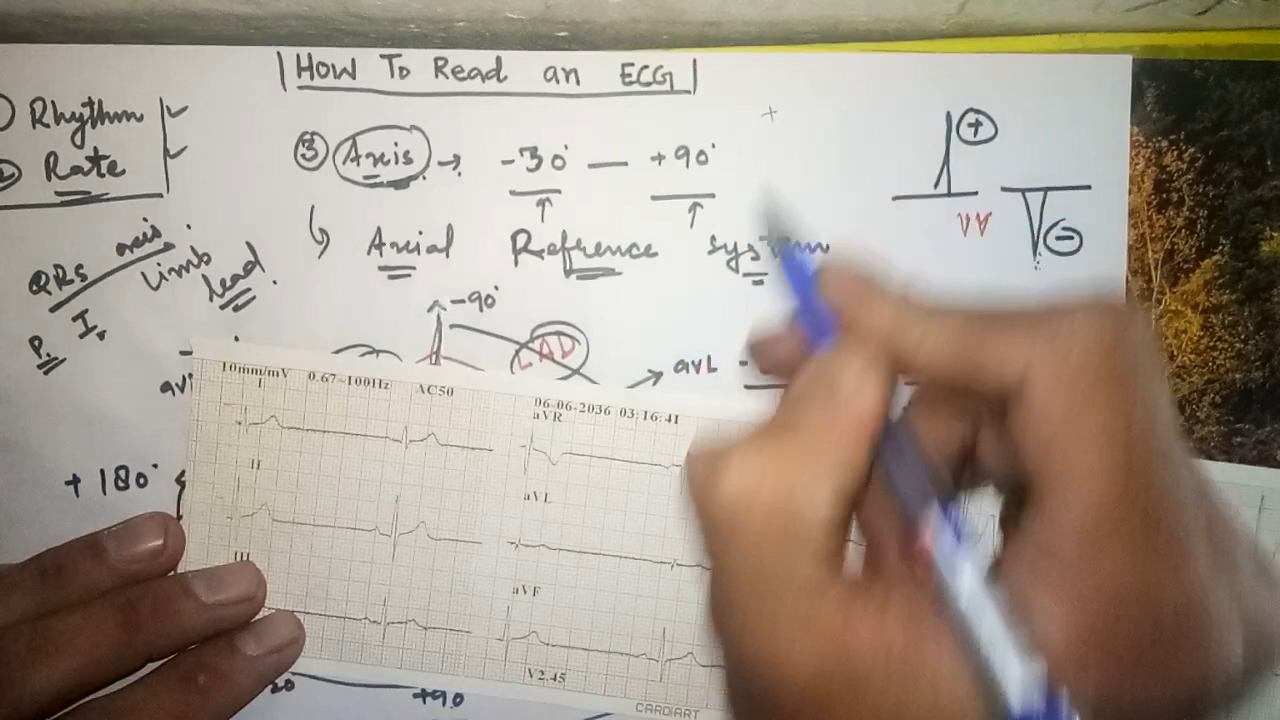 How To Read an ECG
Rhythm
② Rate
③ Axis → -30° — +90°
Axial Refrence system
QRS axis
limb
lead
P. I.
+
-
-90°
LAD
avL
+180°
10mm/mV 0.67~100Hz AC50
06-06-2036 03:16:41
I
aVR
II
aVL
III
aVF
V2.45
CARDIART
+90